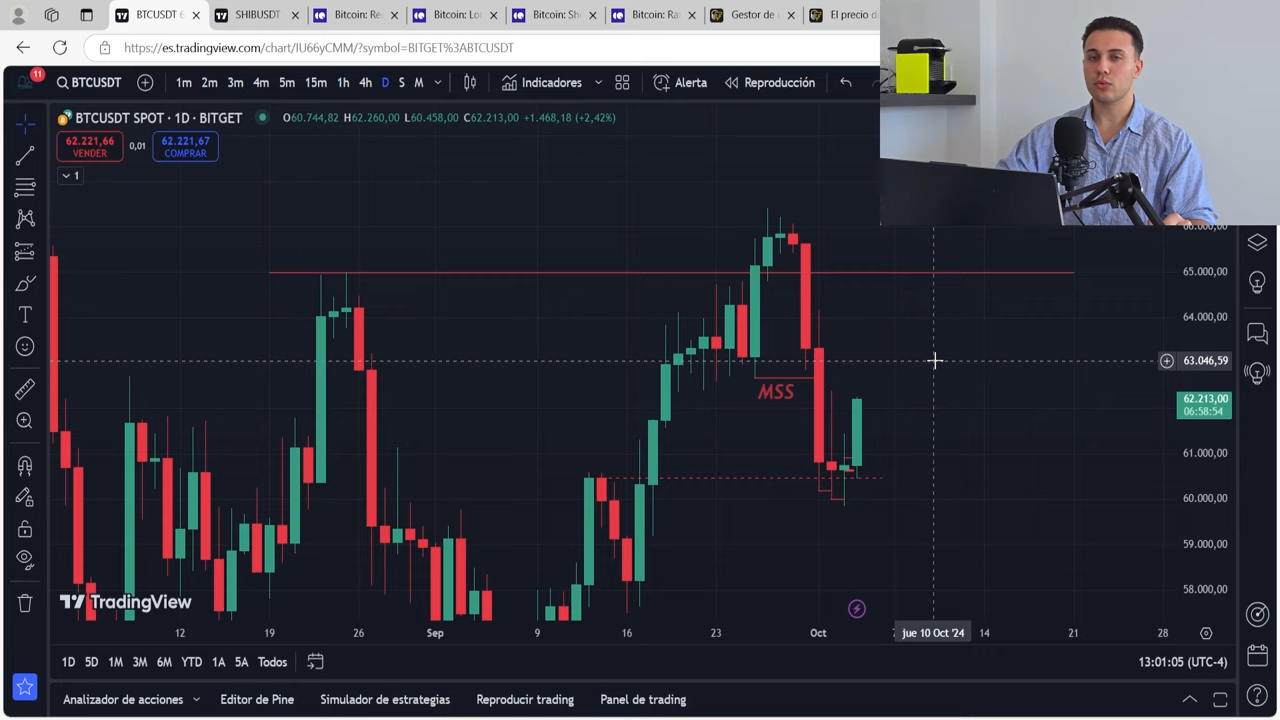 BTCUSDT 6
SHIBUSDT
Bitcoin: Re
Bitcoin: Lo
Bitcoin: Sh
Bitcoin: Ra
Gestor de
El precio d
https://es.tradingview.com/chart/IU66yCMM/?symbol=BITGET%3ABTCUSDT
11
BTCUSDT
1m 2m 3m 5m 15m 1h 4h D
Indicadores
Alerta
Reproducción
BTCUSDT SPOT · 1D · BITGET
O60.744,82 H62.260,00 L60.458,00 C62.213,00 +1.468,18 (+2,42%)
62.221,66
VENDER
0,01
62.221,67
COMPRAR
1
66.000,00
65.000,00
64.000,00
63.046,59
62.213,00
06:58:54
61.000,00
60.000,00
59.000,00
58.000,00
MSS
TradingView
12 19 26 Sep 9 16 23 Oct 7 jue 10 Oct '24 14 21 28
1D 5D 1M 3M 6M YTD 1A 5A Todos
13:01:05 (UTC-4)
Analizador de acciones
Editor de Pine
Simulador de estrategias
Reproducir trading
Panel de trading